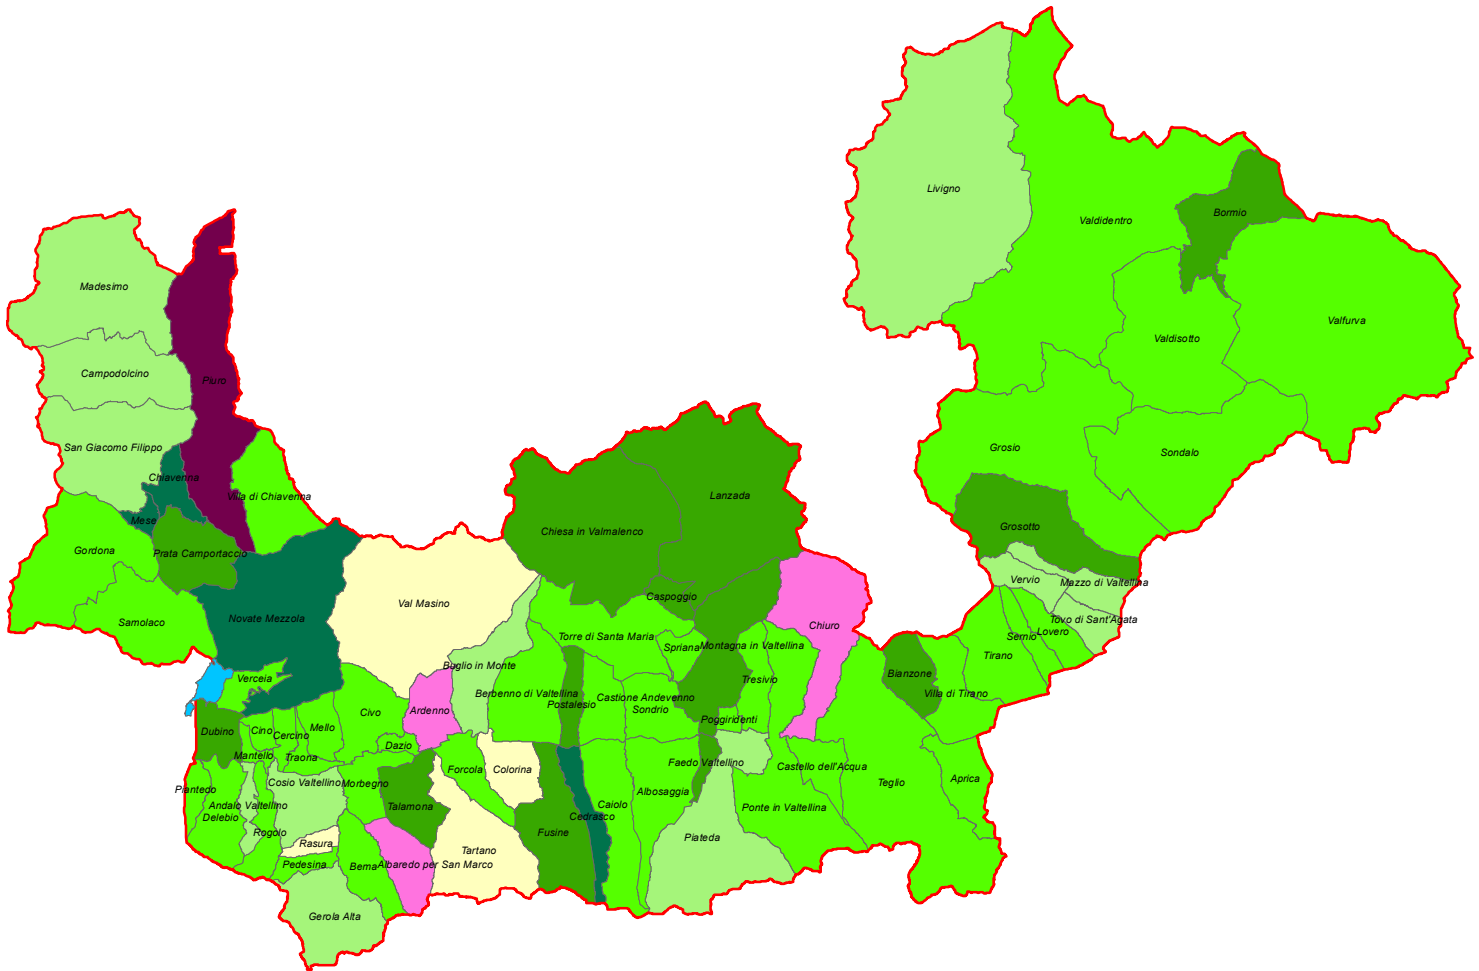 Livigno
Bormio
Valdidentro
Madesimo
Valfurva
Valdisotto
Campodolcino
Piuro
San Giacomo Filippo
Grosio
Sondalo
Chiavenna
Villa di Chiavenna
Lanzada
Mese
Grosotto
Chiesa in Valmalenco
Gordona
Prata Camportaccio
Vervio
Mazzo di Valtellina
Caspoggio
Val Masino
Samolaco
Novate Mezzola
Tovo di Sant'Agata
Chiuro
Lovero
Sernio
Torre di Santa Maria
Spriana
Montagna in Valtellina
Tirano
Buglio in Monte
Bianzone
Verceia
Tresivio
Berbenno di Valtellina
Villa di Tirano
Castione Andevenno
Postalesio
Sondrio
Ardenno
Civo
Poggiridenti
Mello
Cino
Dubino
Cercino
Dazio
Mantello
Traona
Faedo Valtellino
Castello dell'Acqua
Forcola
Colorina
Aprica
Cosio Valtellino
Morbegno
Teglio
Piantedo
Albosaggia
Andalo Valtellino
Talamona
Caiolo
Ponte in Valtellina
Delebio
Cedrasco
Rogolo
Fusine
Piateda
Rasura
Tartano
Pedesina
Bema
Albaredo per San Marco
Gerola Alta